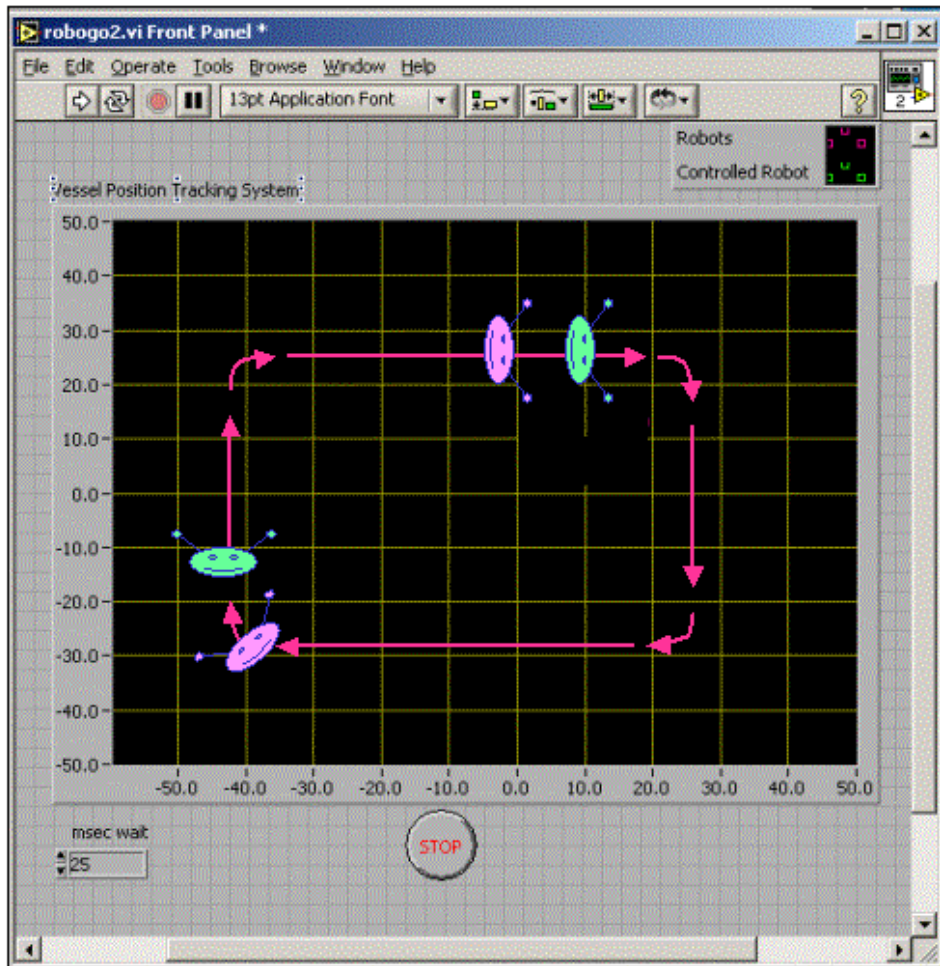 robogo2.vi Front Panel *
File Edit Operate Tools Browse Window Help
13pt Application Font
?
2
Robots
Controlled Robot
Vessel Position Tracking System
50.0
40.0
30.0
20.0
10.0
0.0
-10.0
-20.0
-30.0
-40.0
-50.0
-50.0 -40.0 -30.0 -20.0 -10.0 0.0 10.0 20.0 30.0 40.0 50.0
msec wait
25
STOP